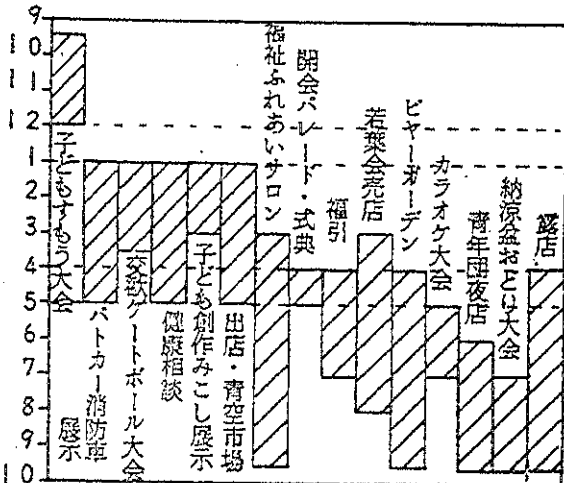 9
10
11
12
1
2
3
4
5
6
7
8
9
10
子どもすもう大会
パトカー消防車
展示
交歓ゲートボール大会
健康相談
子ども創作みこし展示
出店・青空市場
福祉ふれあいサロン
開会パレード・式典
福引
若葉会売店
ビヤーガーデン
カラオケ大会
青年団夜店
納涼盆おどり大会
露店